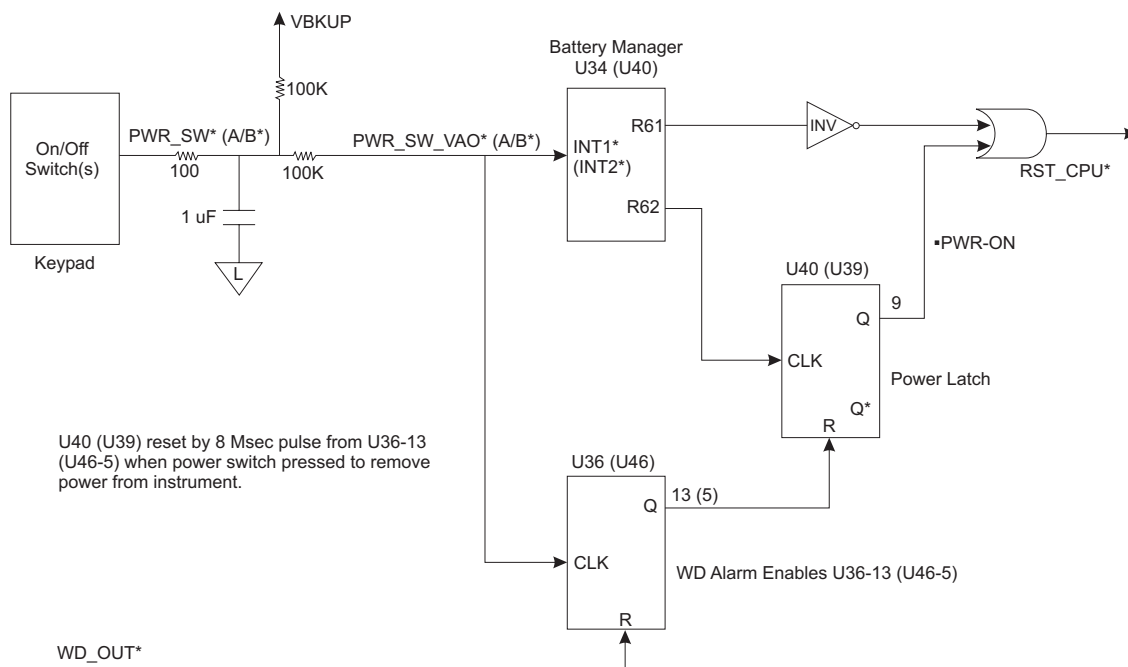 VBKUP
100K
Battery Manager
U34 (U40)
On/Off
Switch(s)
PWR_SW* (A/B*)
100
100K
PWR_SW_VAO* (A/B*)
INT1*
(INT2*)
R61
R62
INV
RST_CPU*
1 uF
L
Keypad
▪PWR-ON
U40 (U39)
9
Q
CLK
Q*
R
Power Latch
U40 (U39) reset by 8 Msec pulse from U36-13
(U46-5) when power switch pressed to remove
power from instrument.
U36 (U46)
Q
13 (5)
CLK
R
WD Alarm Enables U36-13 (U46-5)
WD_OUT*